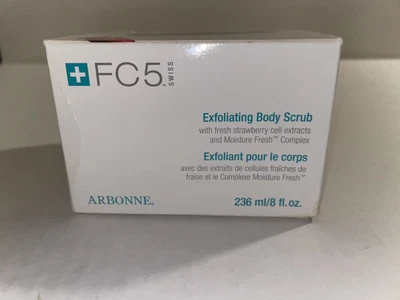 FC5™
SWISS
Exfoliating Body Scrub
with fresh strawberry cell extracts
and Moisture Fresh™ Complex
Exfoliant pour le corps
avec des extraits de cellules fraîches de
fraise et le Complexe Moisture Fresh™
ARBONNE®
236 ml/8 fl. oz.